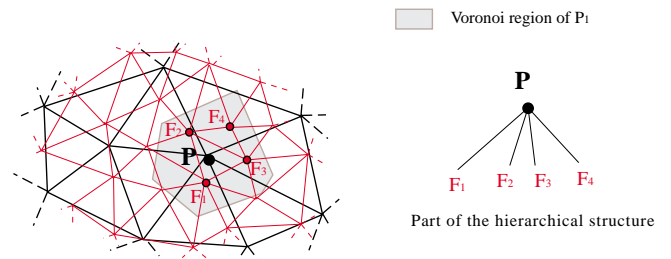 Voronoi region of P1
P
F4
F2
P
F3
F1
F1 F2 F3 F4
Part of the hierarchical structure